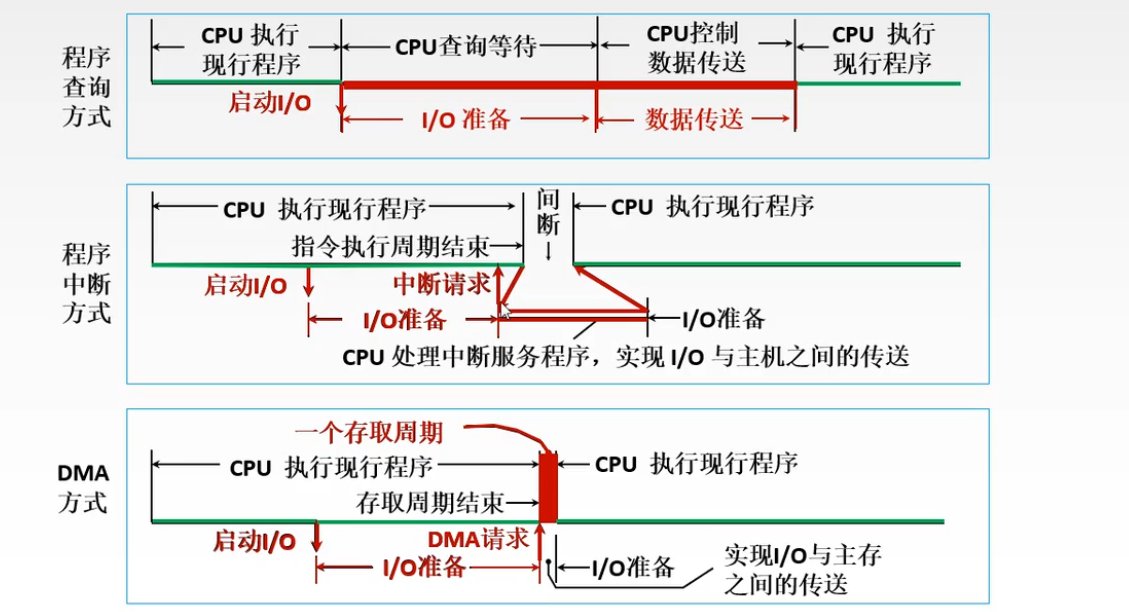 程序
查询
方式
CPU 执行
现行程序
CPU查询等待
CPU控制
数据传送
CPU 执行
现行程序
启动I/O
I/O 准备
数据传送
程序
中断
方式
CPU 执行现行程序
间
断
CPU 执行现行程序
指令执行周期结束
启动I/O
中断请求
I/O准备
I/O准备
CPU 处理中断服务程序，实现 I/O 与主机之间的传送
DMA
方式
一个存取周期
CPU 执行现行程序
CPU 执行现行程序
存取周期结束
启动I/O
DMA请求
I/O准备
I/O准备
实现I/O与主存
之间的传送